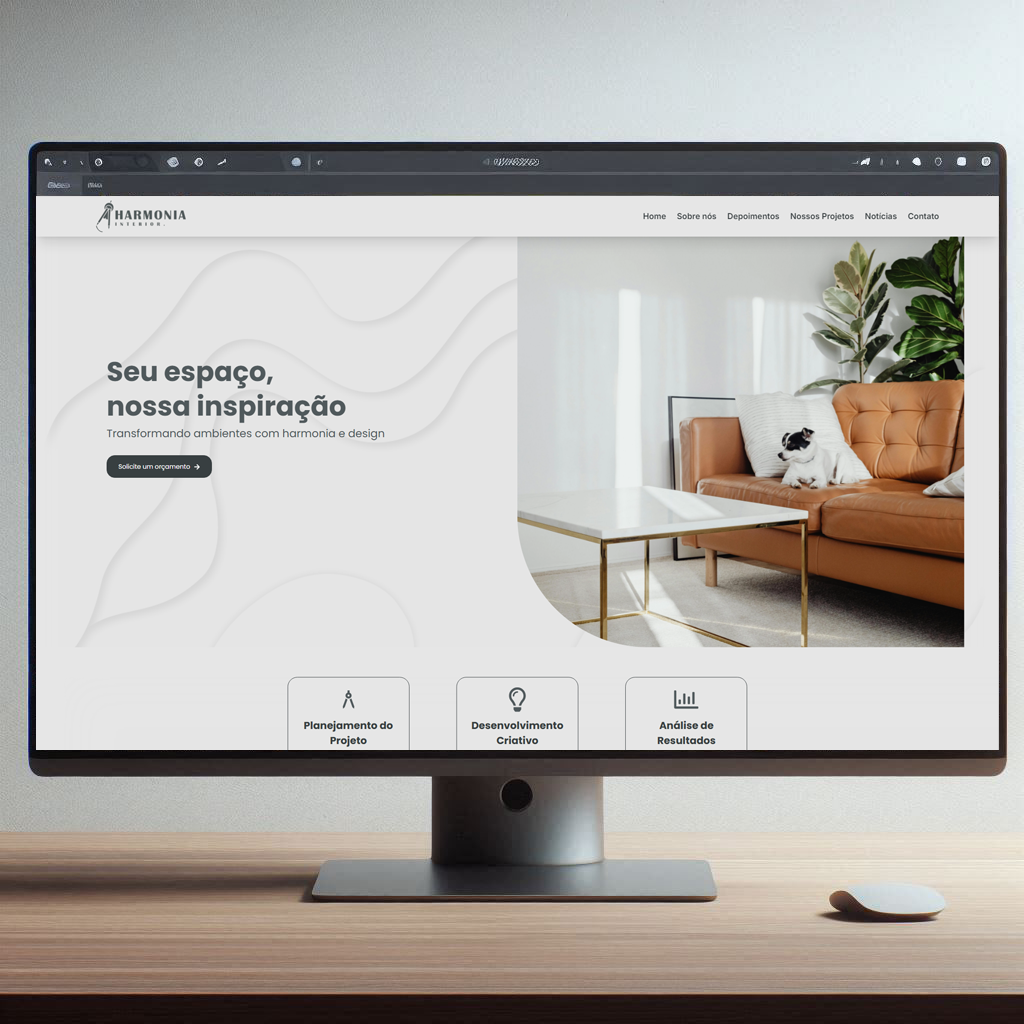 HARMONIA
INTERIOR.
Home Sobre nós Depoimentos Nossos Projetos Notícias Contato
Seu espaço,
nossa inspiração
Transformando ambientes com harmonia e design
Solicite um orçamento →
Planejamento do
Projeto
Desenvolvimento
Criativo
Análise de
Resultados